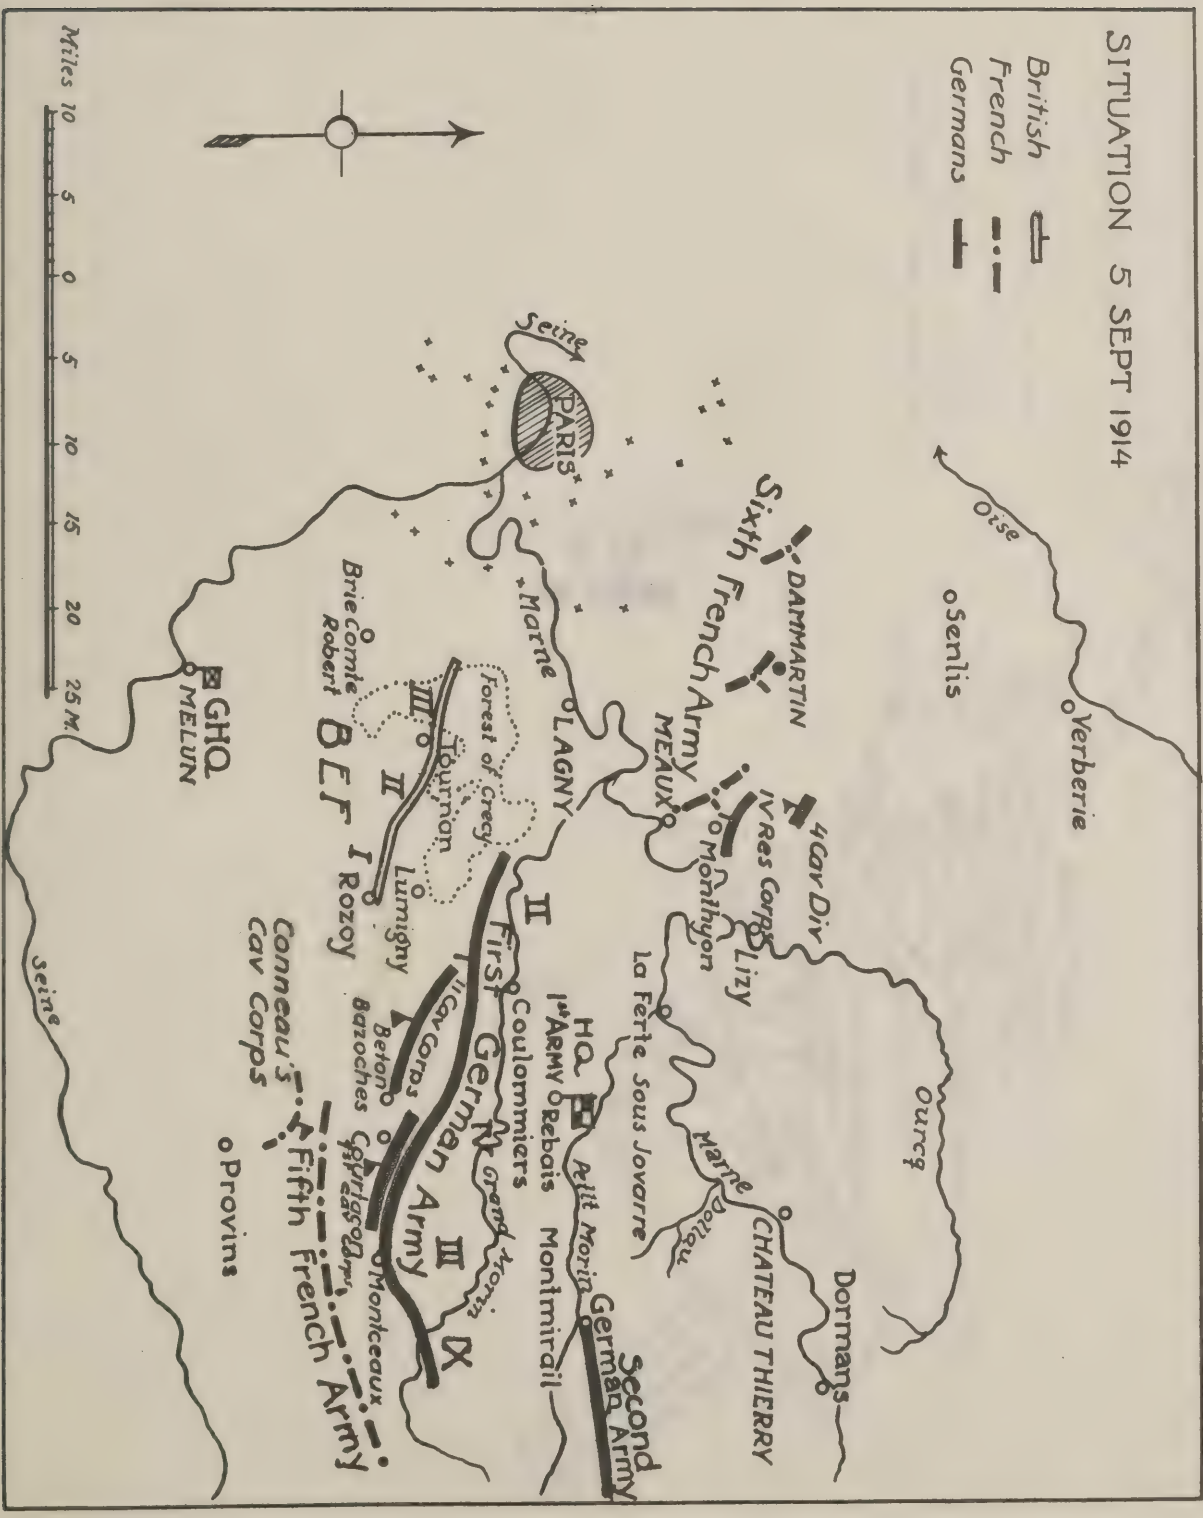 SITUATION 5 SEPT 1914
British
French
Germans
Oise
Senlis
Verberie
Ourcq
Sixth French Army
DAMMARTIN
4 Cav Div
IV Res Corps
Monthyon
Lizy
MEAUX
Seine
PARIS
Marne
LAGNY
La Ferte Sous Jovarre
Marne
Dollau
CHATEAU THIERRY
Dormans
HQ
1st ARMY
Rebais
Petit Morin
Montmirail
Second
German Army
II
First German Army
Coulommiers
IV
Grand Morin
III
IX
Forest of Crecy
Tournan
Brie Comte
Robert
III
II
I
BEF
Rozoy
Lumigny
II Cav Corps
Beton
Bazoches
Courtacon
Montceaux
GHQ
MELUN
Conneau's
Cav Corps
Fifth French Army
Provins
Seine
Miles 10 5 0 5 10 15 20 25 M.